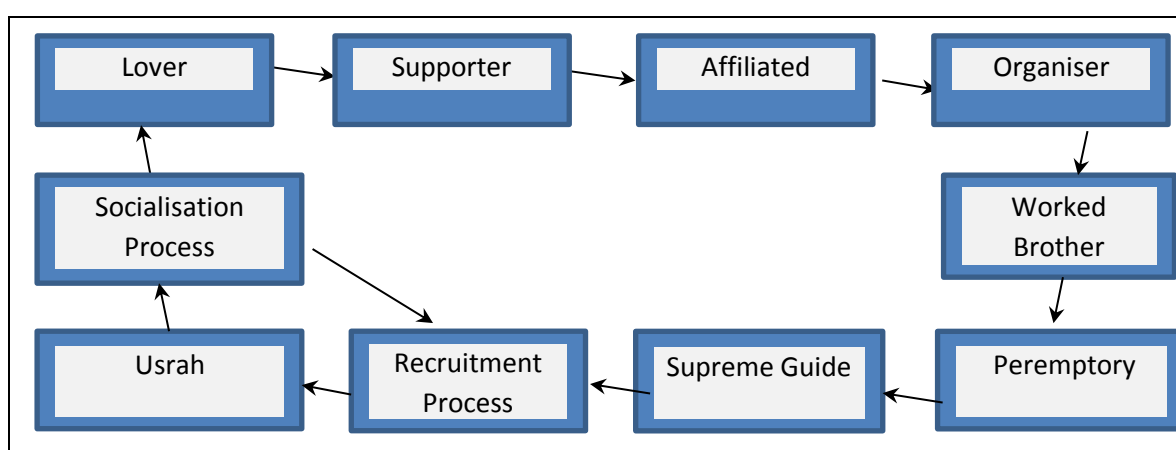 Lover
Supporter
Affiliated
Organiser
Socialisation
Process
Worked
Brother
Usrah
Recruitment
Process
Supreme Guide
Peremptory